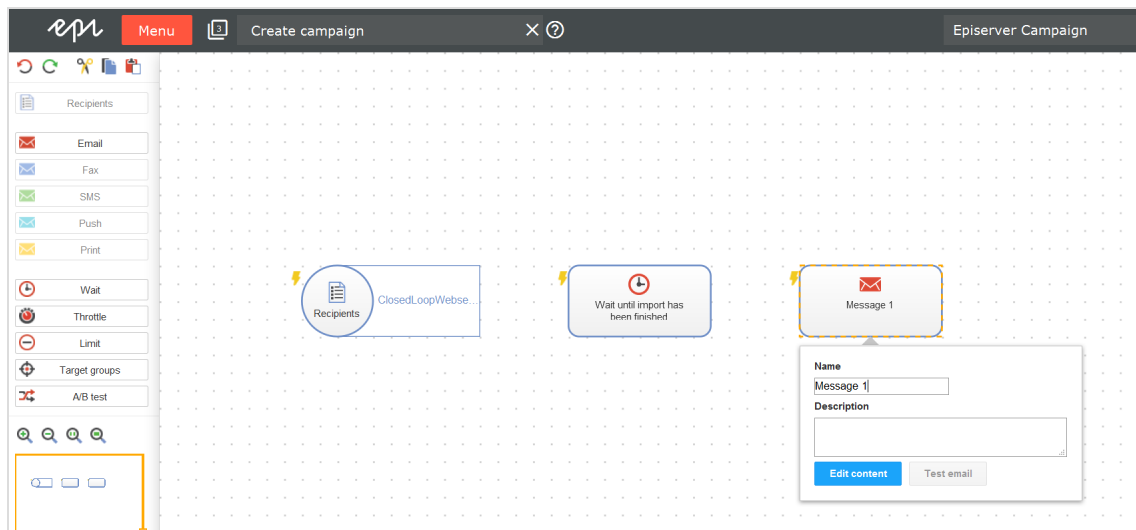 epi
Menu
3
Create campaign
Episerver Campaign
Recipients
Email
Fax
SMS
Push
Print
Wait
Throttle
Limit
Target groups
A/B test
Recipients
ClosedLoopWebse...
Wait until import has
been finished
Message 1
Name
Message 1
Description
Edit content
Test email